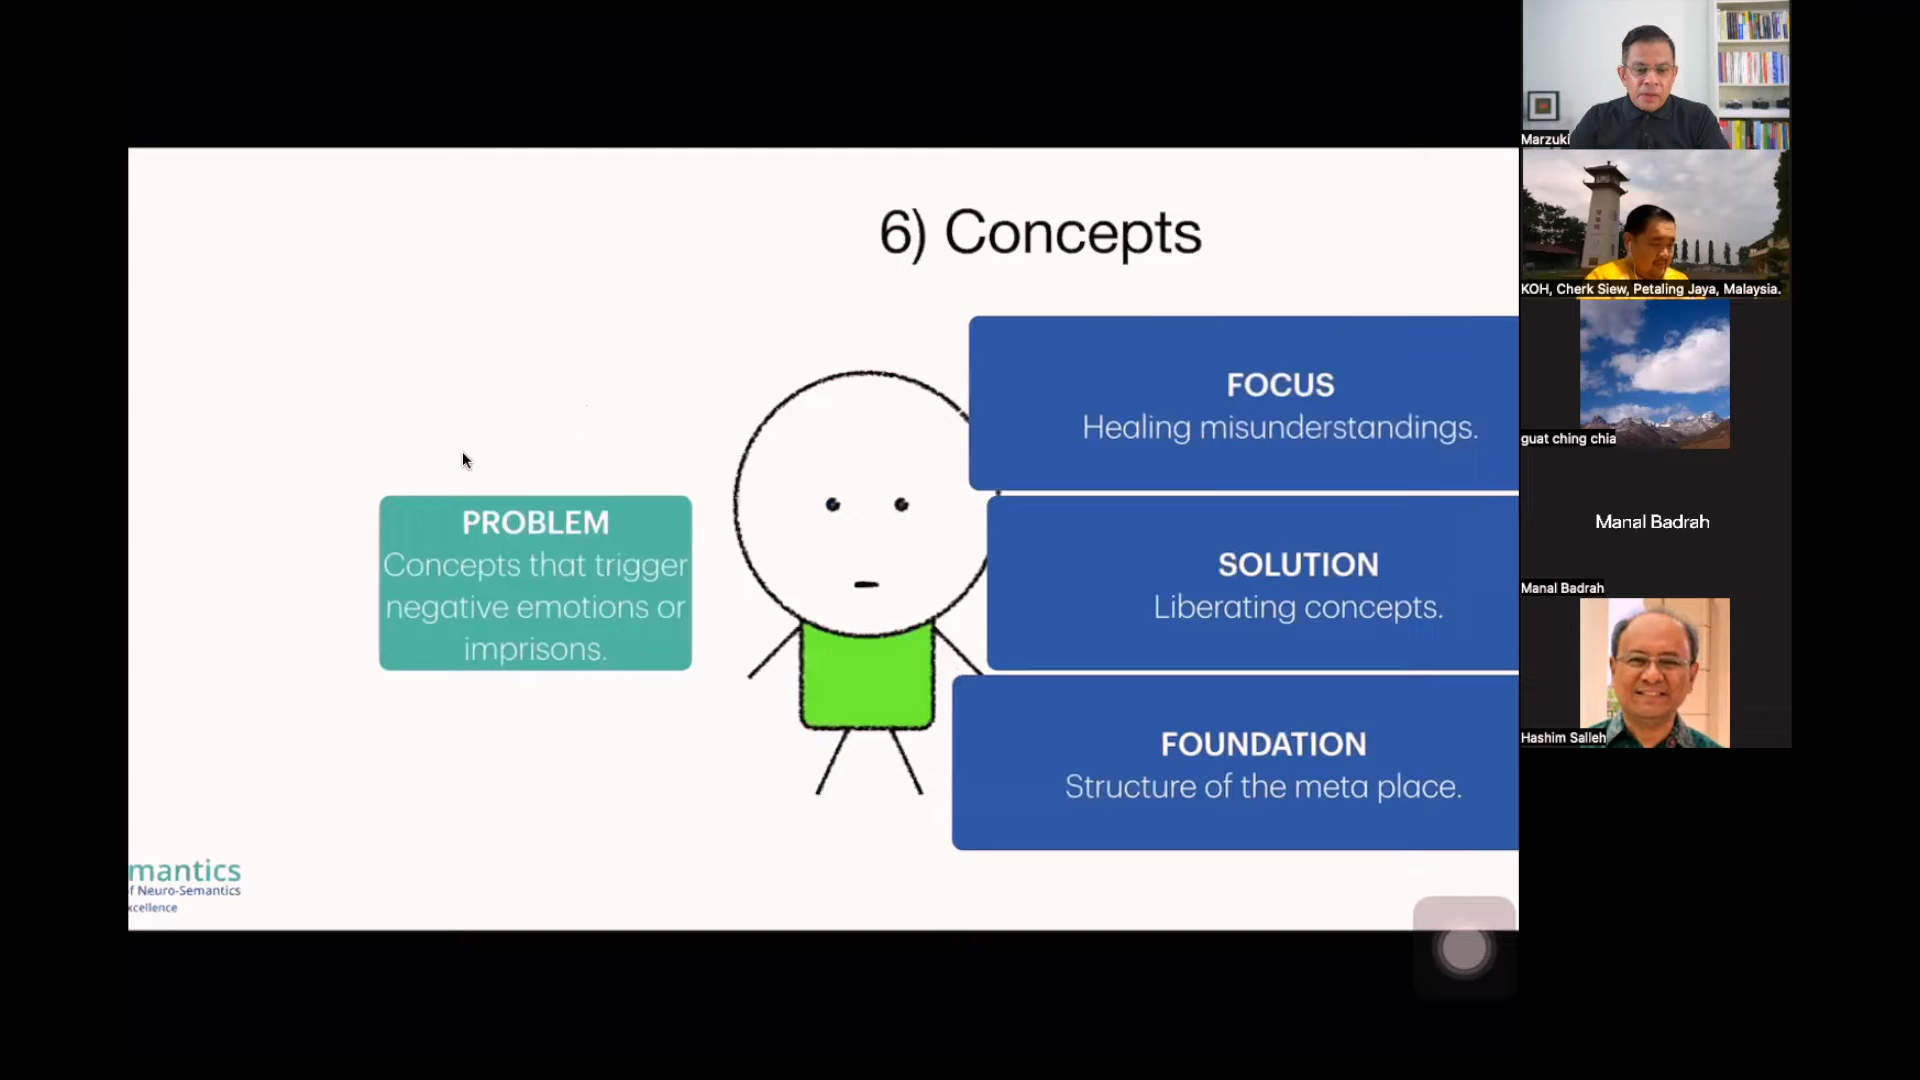 6) Concepts
PROBLEM
Concepts that trigger
negative emotions or
imprisons.
FOCUS
Healing misunderstandings.
SOLUTION
Liberating concepts.
FOUNDATION
Structure of the meta place.
mantics
f Neuro-Semantics
xcellence
Marzuki
KOH, Cherk Siew, Petaling Jaya, Malaysia.
guat ching chia
Manal Badrah
Manal Badrah
Hashim Salleh